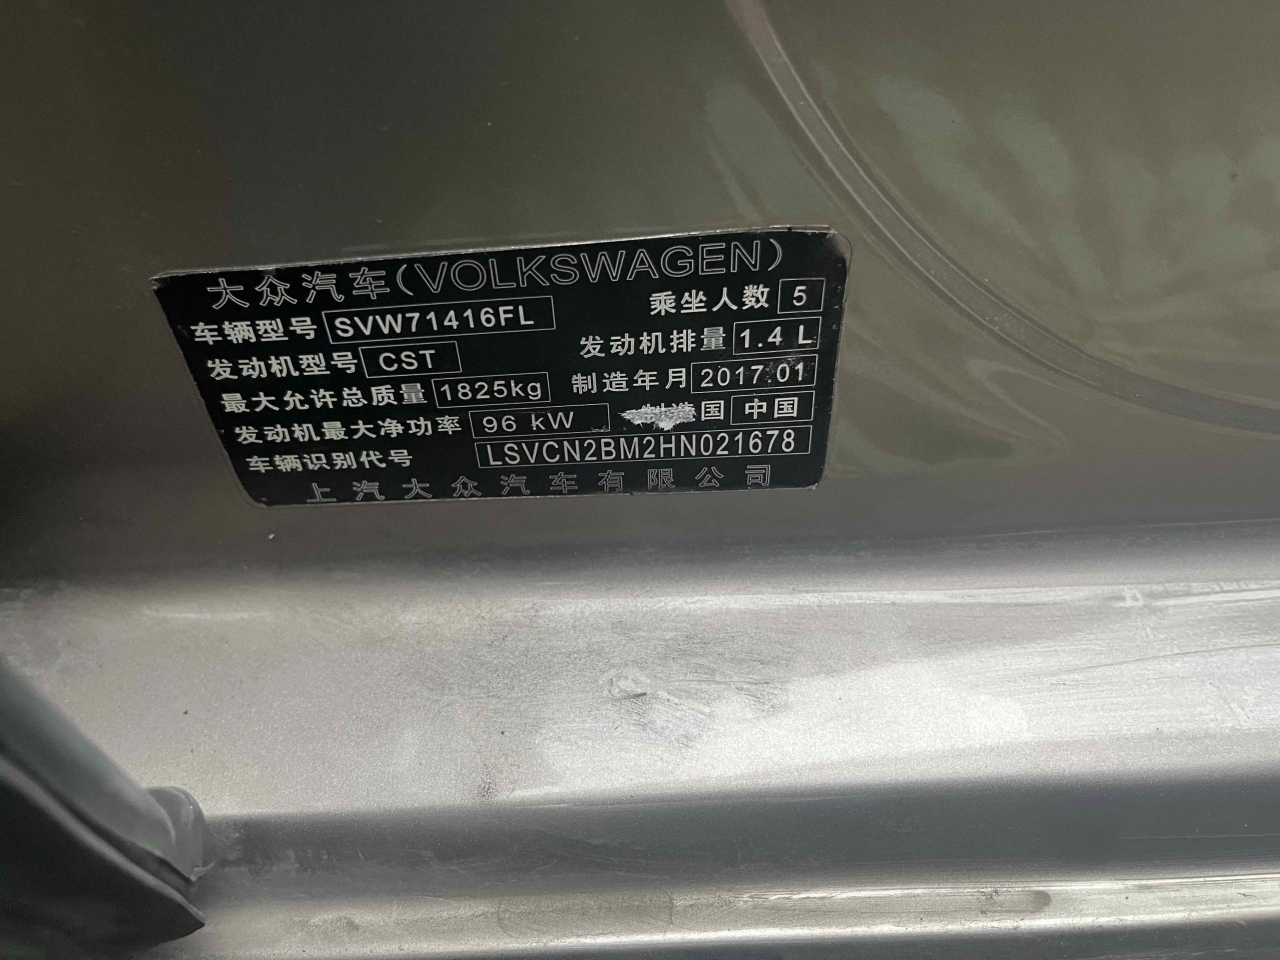 大众汽车(VOLKSWAGEN)
车辆型号 SVW71416FL 乘坐人数 5
发动机型号 CST 发动机排量 1.4 L
最大允许总质量 1825kg 制造年月 2017 01
发动机最大净功率 96 kW 制造国 中国
车辆识别代号 LSVCN2BM2HN021678
上汽大众汽车有限公司